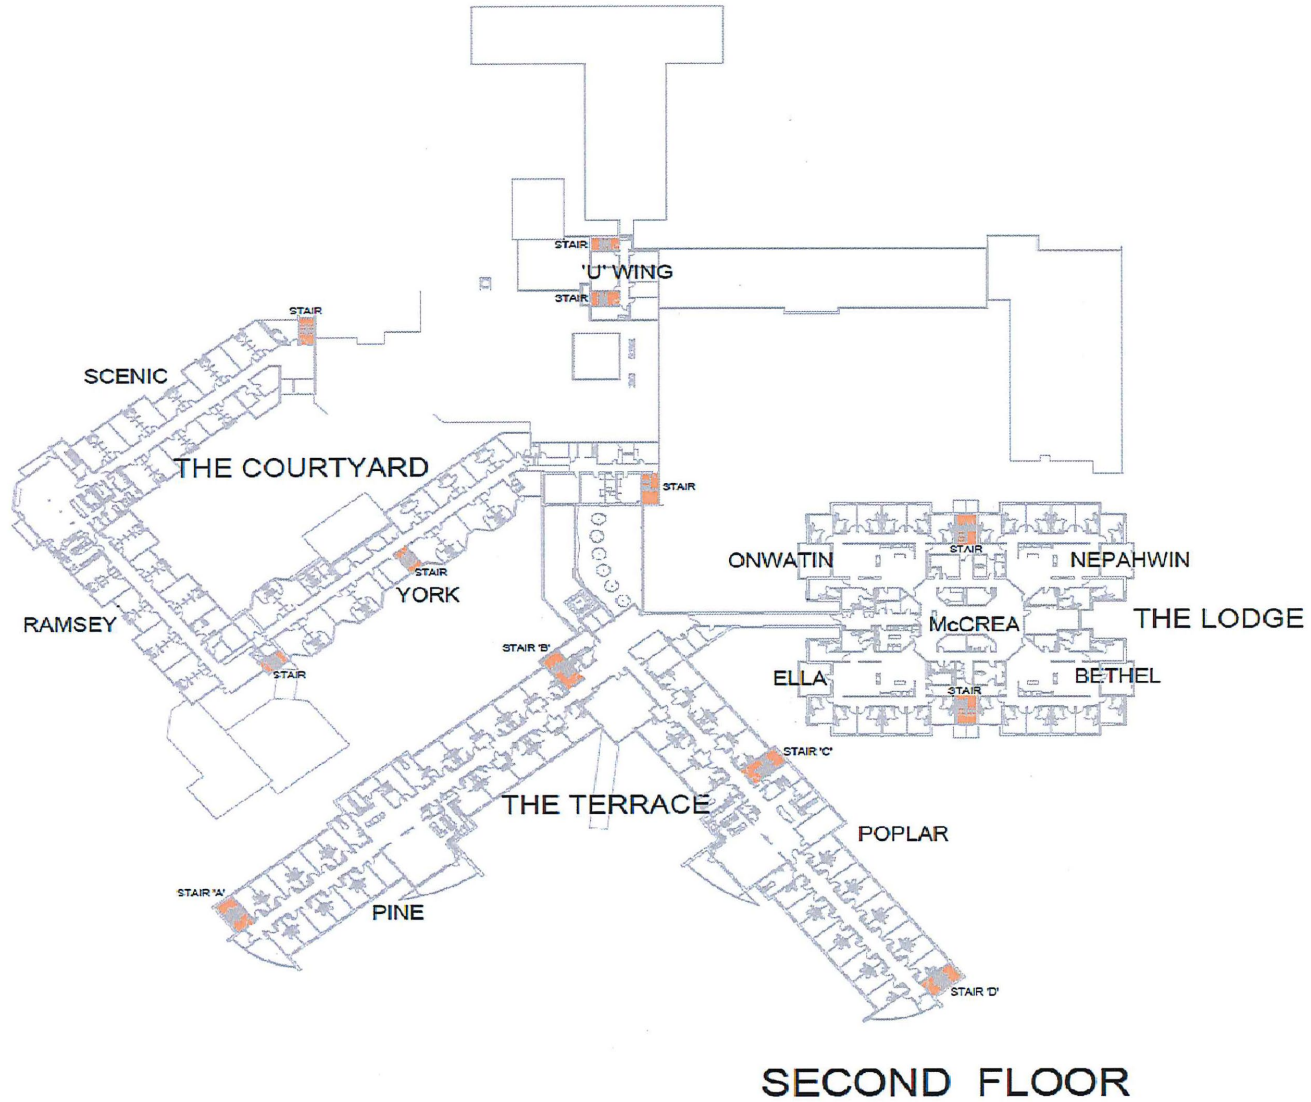 STAIR
'U' WING
STAIR
STAIR
SCENIC
THE COURTYARD
STAIR
STAIR
YORK
RAMSEY
STAIR
ONWATIN
STAIR
NEPAHWIN
McCREA
THE LODGE
ELLA
STAIR
BETHEL
STAIR 'B'
STAIR 'C'
THE TERRACE
POPLAR
STAIR 'A'
PINE
STAIR 'D'
SECOND FLOOR